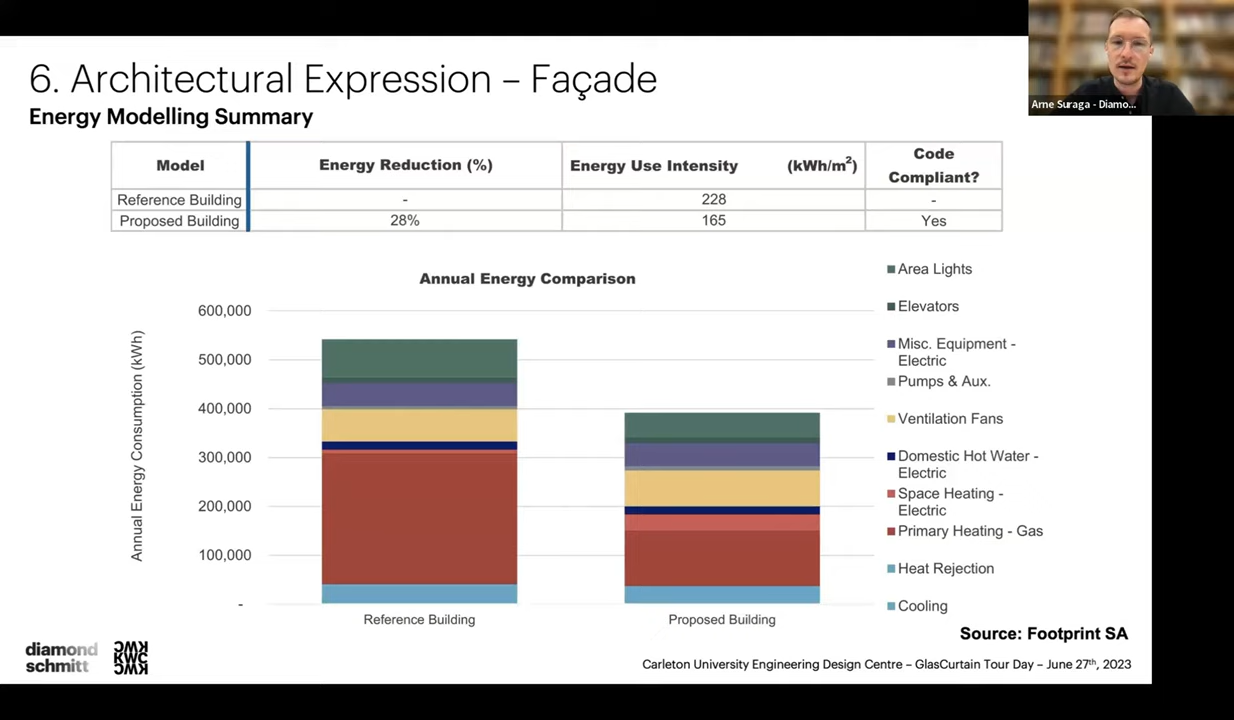 Arne Suraga - Diamo...
6. Architectural Expression – Façade
Energy Modelling Summary
Model Energy Reduction (%) Energy Use Intensity (kWh/m²) Code Compliant?
Reference Building - 228 -
Proposed Building 28% 165 Yes
Annual Energy Comparison
Annual Energy Consumption (kWh)
600,000
500,000
400,000
300,000
200,000
100,000
-
Reference Building
Proposed Building
Area Lights
Elevators
Misc. Equipment -
Electric
Pumps & Aux.
Ventilation Fans
Domestic Hot Water -
Electric
Space Heating -
Electric
Primary Heating - Gas
Heat Rejection
Cooling
Source: Footprint SA
diamond
schmitt
KWC
KWC
KWC
Carleton University Engineering Design Centre – GlasCurtain Tour Day – June 27th, 2023